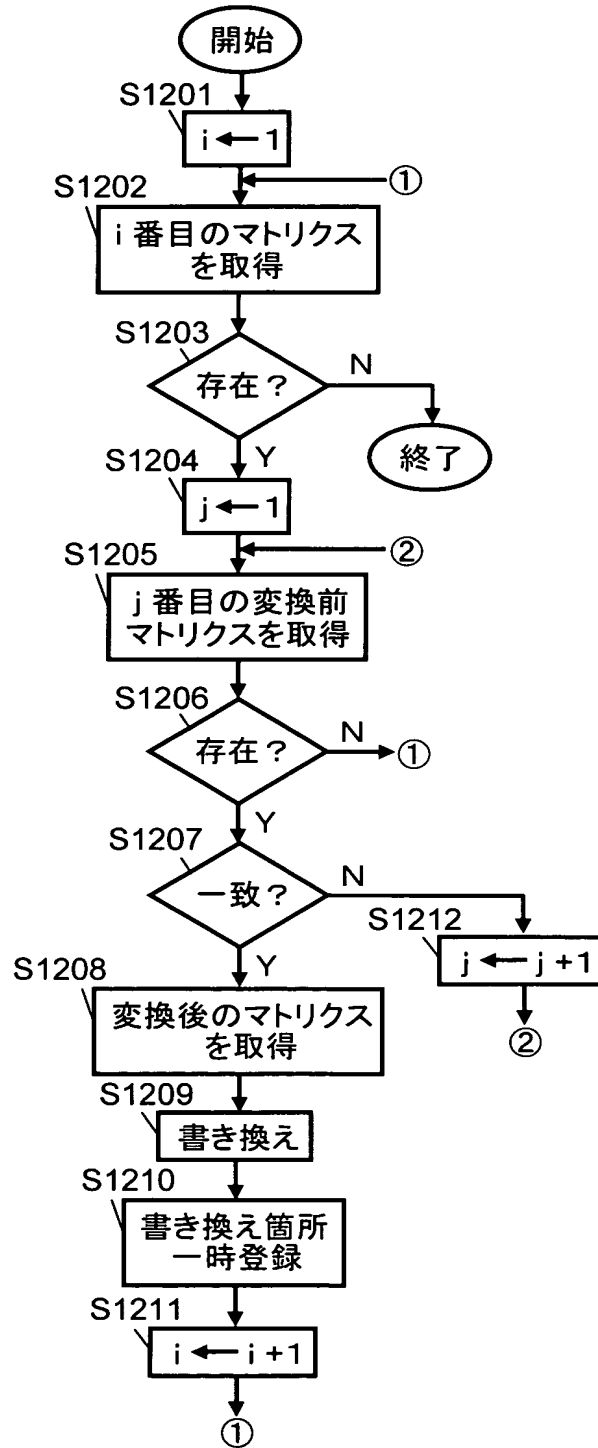 開始
S1201
i ← 1
①
S1202
i 番目のマトリクス
を取得
S1203
存在？
N
Y
終了
S1204
j ← 1
②
S1205
j 番目の変換前
マトリクスを取得
S1206
存在？
N
①
Y
S1207
一致？
N
Y
S1212
j ← j +1
②
S1208
変換後のマトリクス
を取得
S1209
書き換え
S1210
書き換え箇所
一時登録
S1211
i ← i +1
①